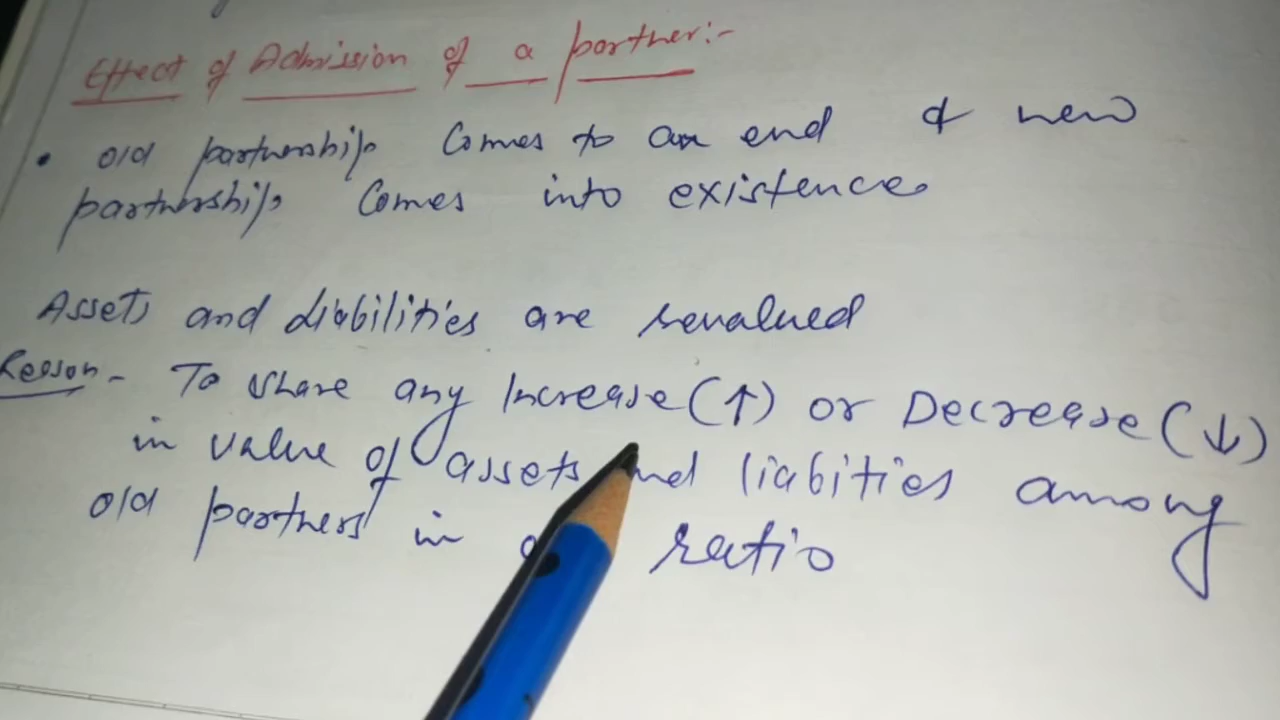 Effect of Admission of a partner:-
• old partnership comes to an end & new
partnership comes into existence
Assets and Liabilities are revalued
Reason - To share any Increase (↑) or Decrease (↓)
in value of assets and liabities among
old partners in ratio